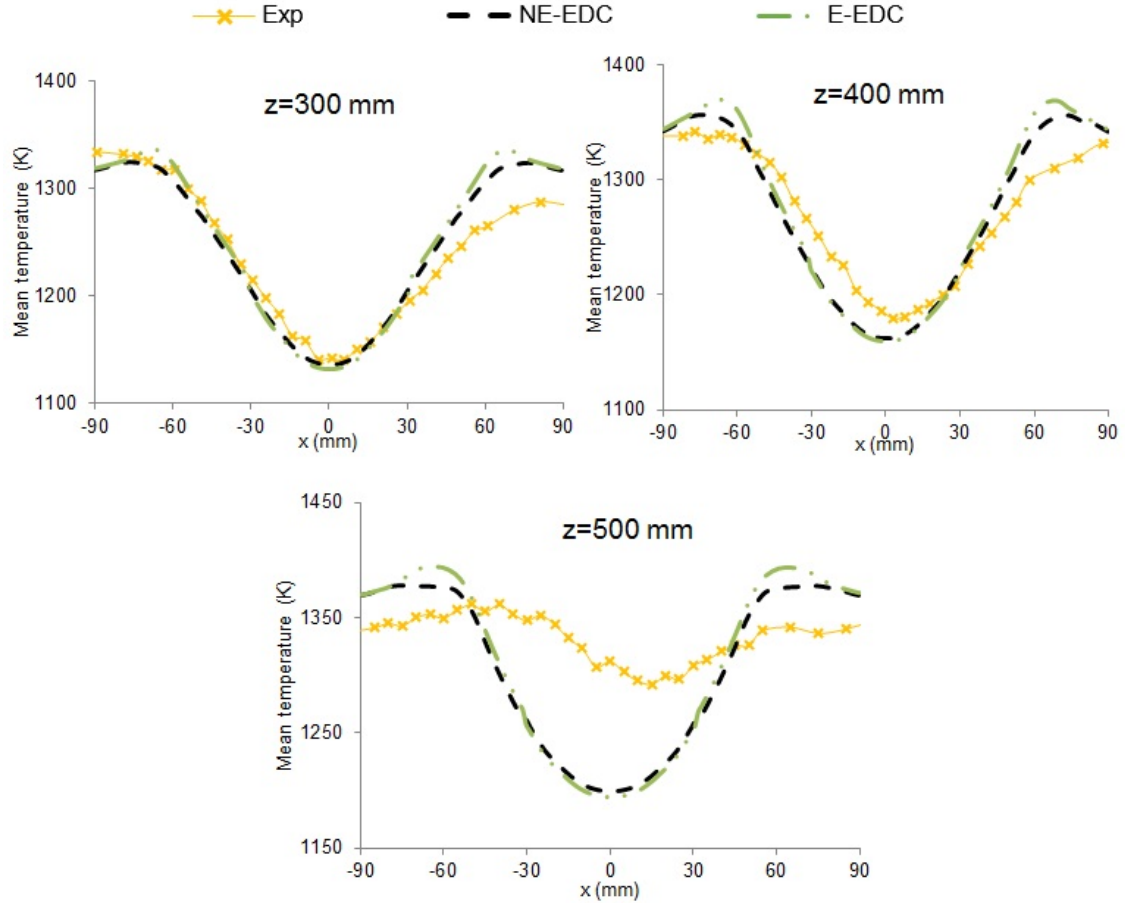 Exp NE-EDC E-EDC
z=300 mm
Mean temperature (K)
1400
1300
1200
1100
-90 -60 -30 0 30 60 90
x (mm)
z=400 mm
Mean temperature (K)
1400
1300
1200
1100
-90 -60 -30 0 30 60 90
x (mm)
z=500 mm
Mean temperature (K)
1450
1350
1250
1150
-90 -60 -30 0 30 60 90
x (mm)